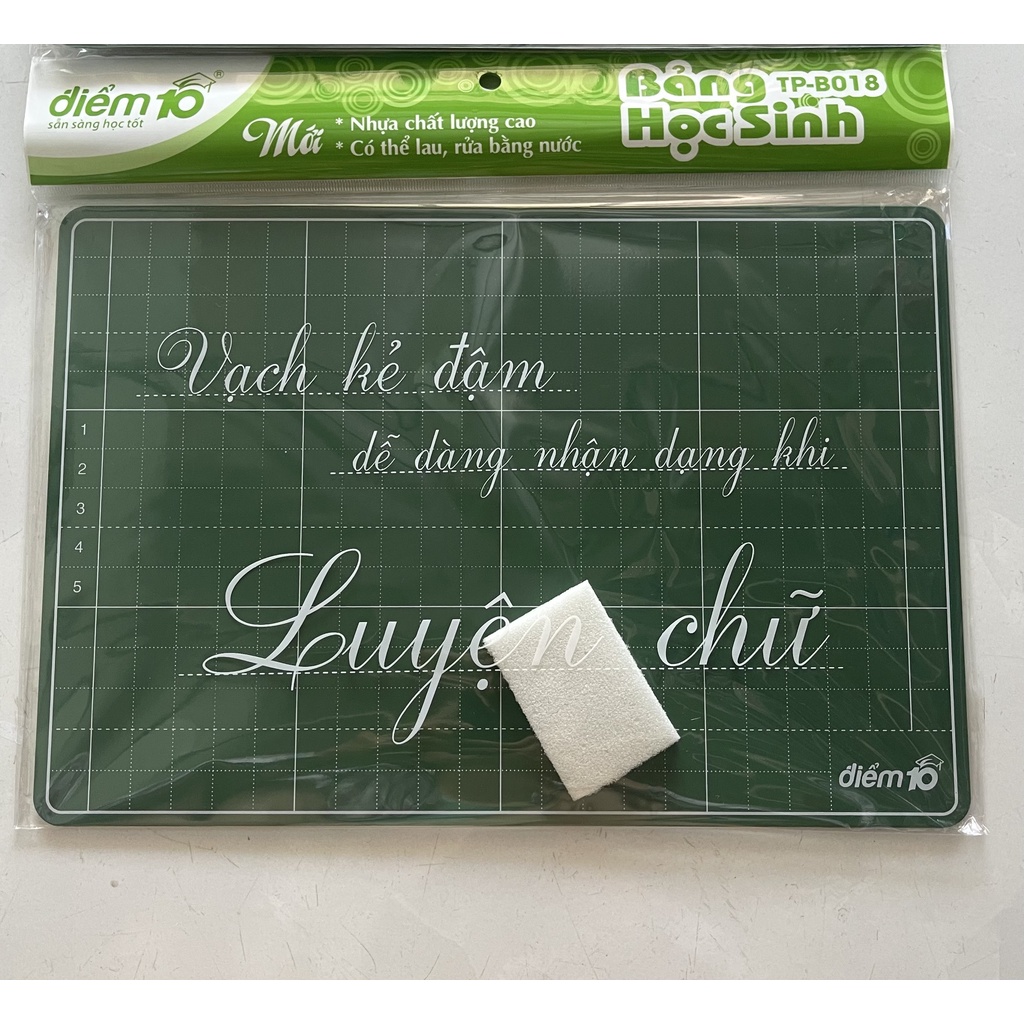 điểm 10 ®
sẵn sàng học tốt
Mới
* Nhựa chất lượng cao
* Có thể lau, rửa bằng nước
Bảng TP-B018
Học Sinh
Vạch kẻ đậm
dễ dàng nhận dạng khi
Luyện chữ
1
2
3
4
5
điểm 10